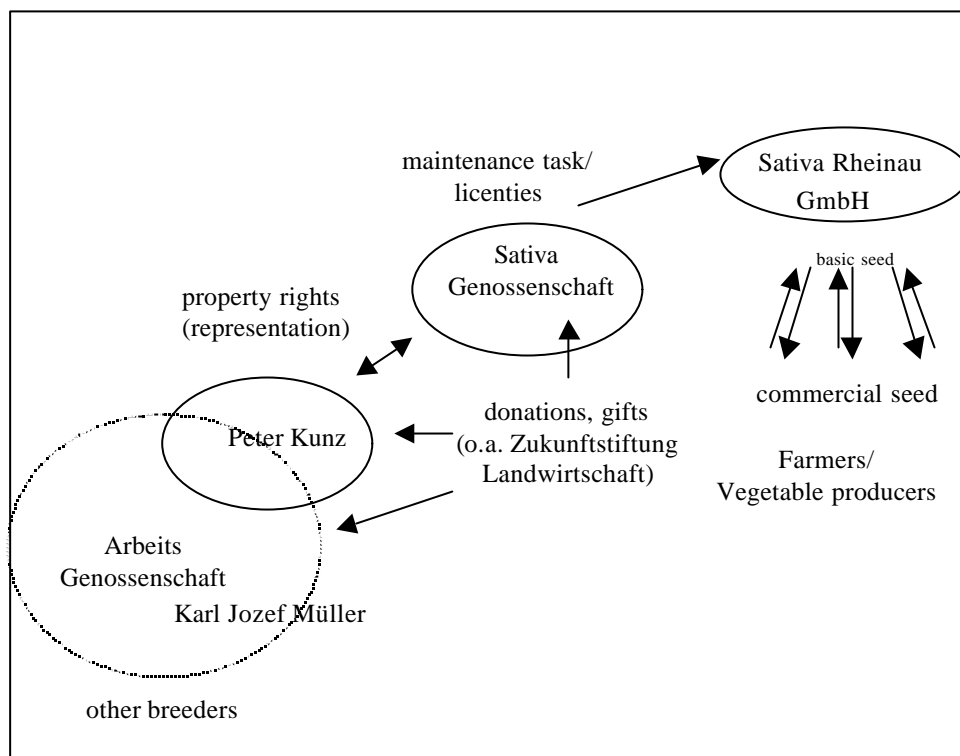 maintenance task/
licenties
Sativa Rheinau
GmbH
Sativa
Genossenschaft
basic seed
property rights
(representation)
commercial seed
donations, gifts
(o.a. Zukunftstiftung
Landwirtschaft)
Peter Kunz
Farmers/
Vegetable producers
Arbeits
Genossenschaft
Karl Jozef Müller
other breeders